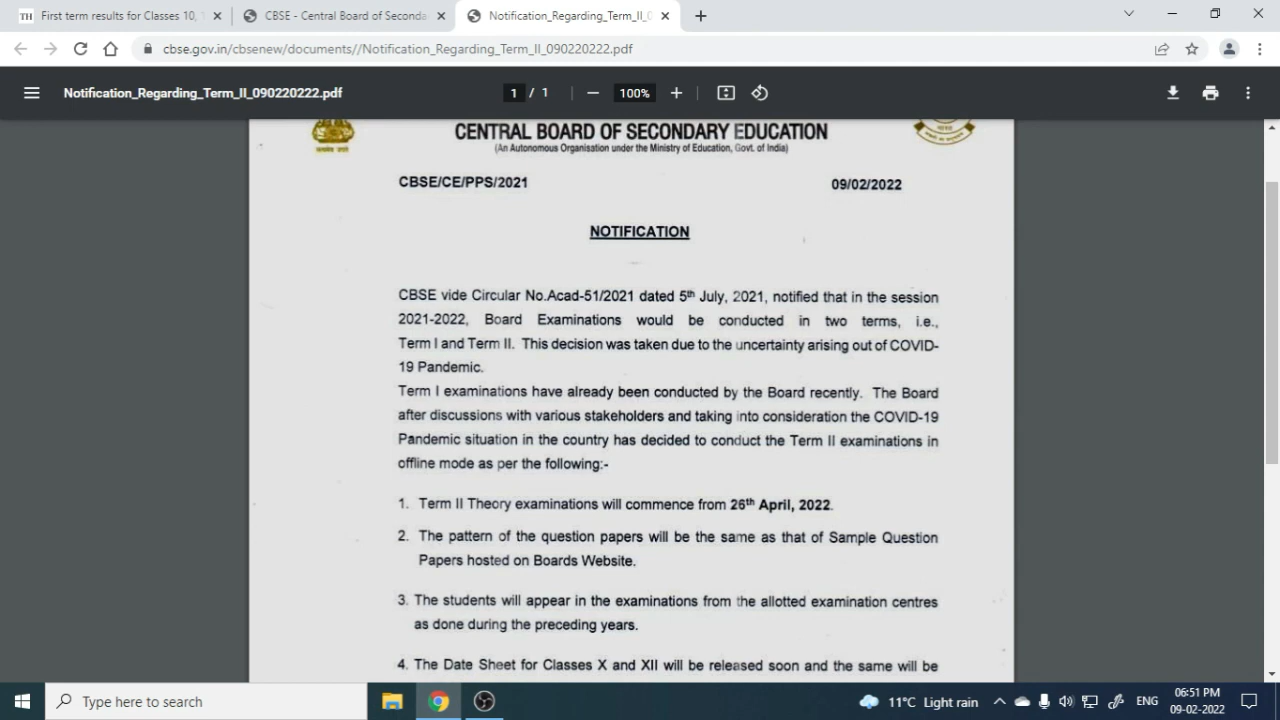 First term results for Classes 10,
CBSE - Central Board of Seconda
Notification_Regarding_Term_II_0
cbse.gov.in/cbsenew/documents//Notification_Regarding_Term_II_090220222.pdf
Notification_Regarding_Term_II_090220222.pdf
1 / 1
100%
CENTRAL BOARD OF SECONDARY EDUCATION
(An Autonomous Organisation under the Ministry of Education, Govt. of India)
CBSE/CE/PPS/2021
09/02/2022
NOTIFICATION
CBSE vide Circular No.Acad-51/2021 dated 5th July, 2021, notified that in the session
2021-2022, Board Examinations would be conducted in two terms, i.e.,
Term I and Term II. This decision was taken due to the uncertainty arising out of COVID-
19 Pandemic.
Term I examinations have already been conducted by the Board recently. The Board
after discussions with various stakeholders and taking into consideration the COVID-19
Pandemic situation in the country has decided to conduct the Term II examinations in
offline mode as per the following:-
1. Term II Theory examinations will commence from 26th April, 2022.
2. The pattern of the question papers will be the same as that of Sample Question
Papers hosted on Boards Website.
3. The students will appear in the examinations from the allotted examination centres
as done during the preceding years.
4. The Date Sheet for Classes X and XII will be released soon and the same will be
Type here to search
11°C Light rain
ENG
06:51 PM
09-02-2022